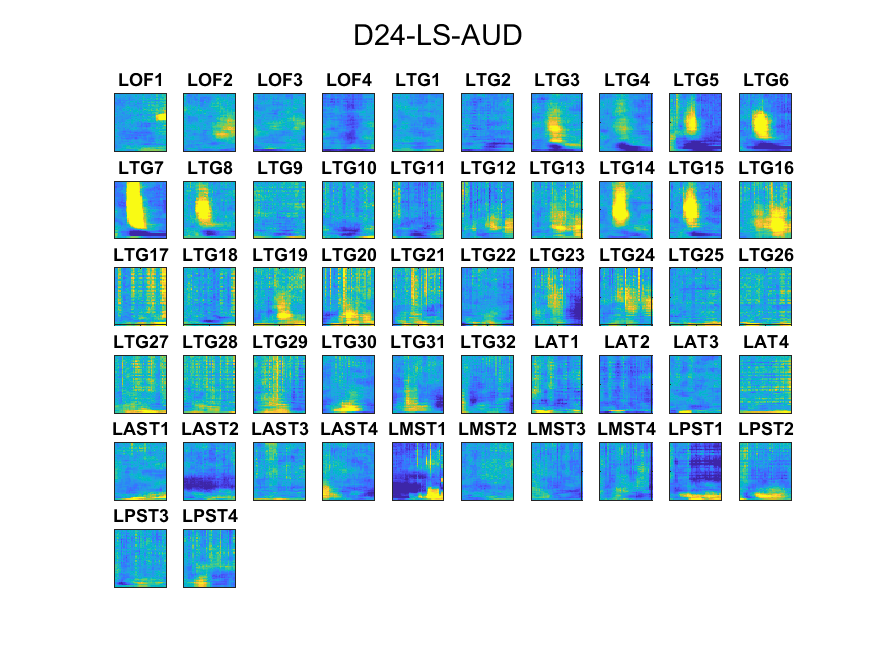 D24-LS-AUD
LOF1 LOF2 LOF3 LOF4 LTG1 LTG2 LTG3 LTG4 LTG5 LTG6
LTG7 LTG8 LTG9 LTG10 LTG11 LTG12 LTG13 LTG14 LTG15 LTG16
LTG17 LTG18 LTG19 LTG20 LTG21 LTG22 LTG23 LTG24 LTG25 LTG26
LTG27 LTG28 LTG29 LTG30 LTG31 LTG32 LAT1 LAT2 LAT3 LAT4
LAST1 LAST2 LAST3 LAST4 LMST1 LMST2 LMST3 LMST4 LPST1 LPST2
LPST3 LPST4